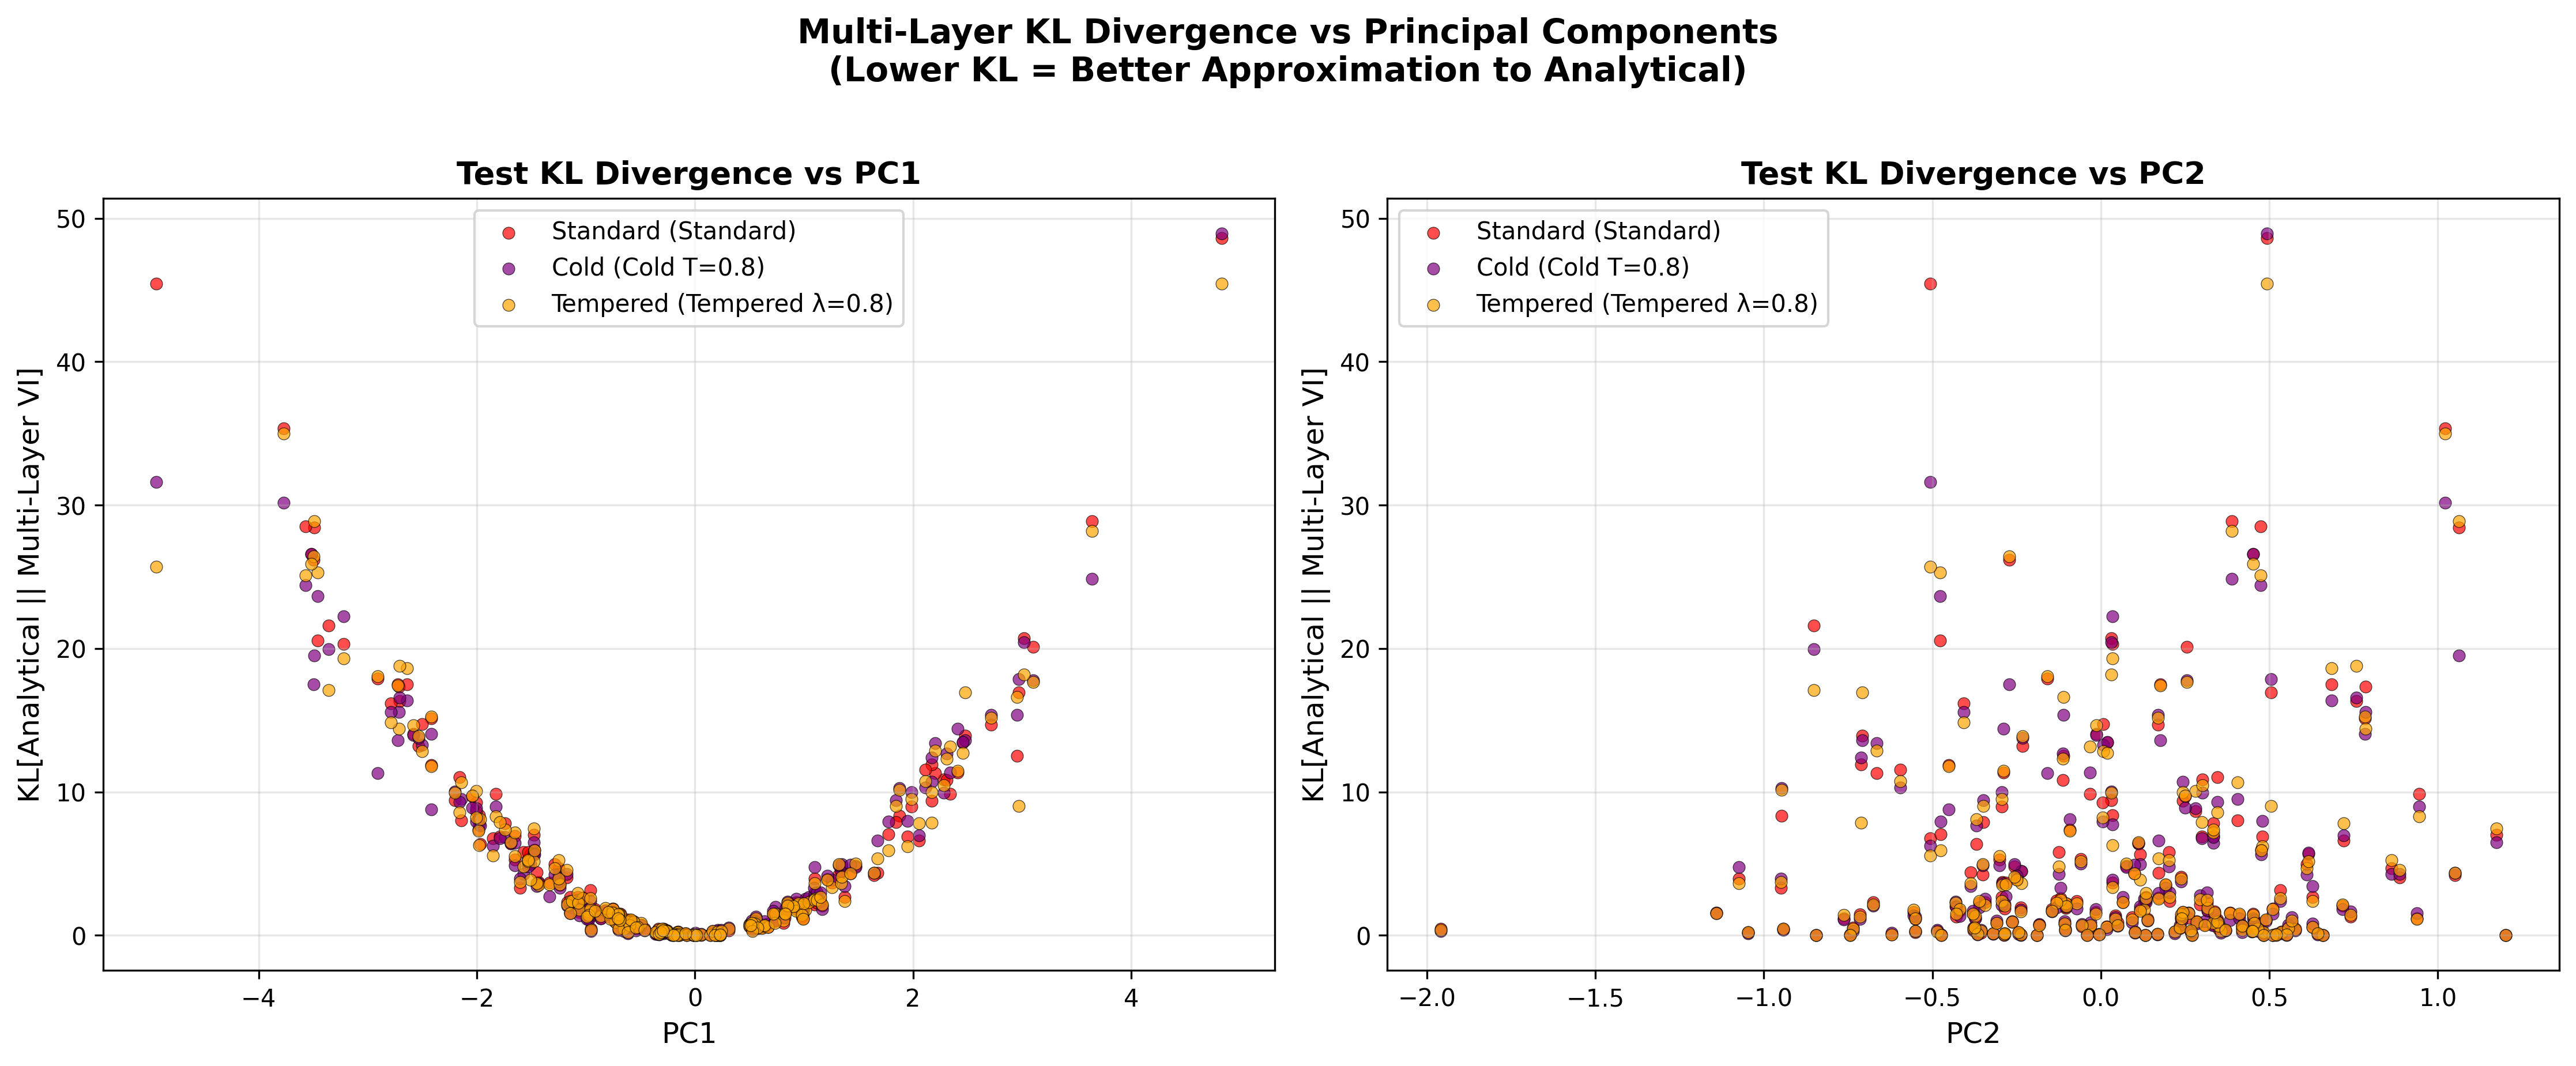 Multi-Layer KL Divergence vs Principal Components
(Lower KL = Better Approximation to Analytical)
Test KL Divergence vs PC1
KL[Analytical || Multi-Layer VI]
50
40
30
20
10
0
Standard (Standard)
Cold (Cold T=0.8)
Tempered (Tempered λ=0.8)
−4
−2
0
2
4
PC1
Test KL Divergence vs PC2
KL[Analytical || Multi-Layer VI]
50
40
30
20
10
0
Standard (Standard)
Cold (Cold T=0.8)
Tempered (Tempered λ=0.8)
−2.0
−1.5
−1.0
−0.5
0.0
0.5
1.0
PC2